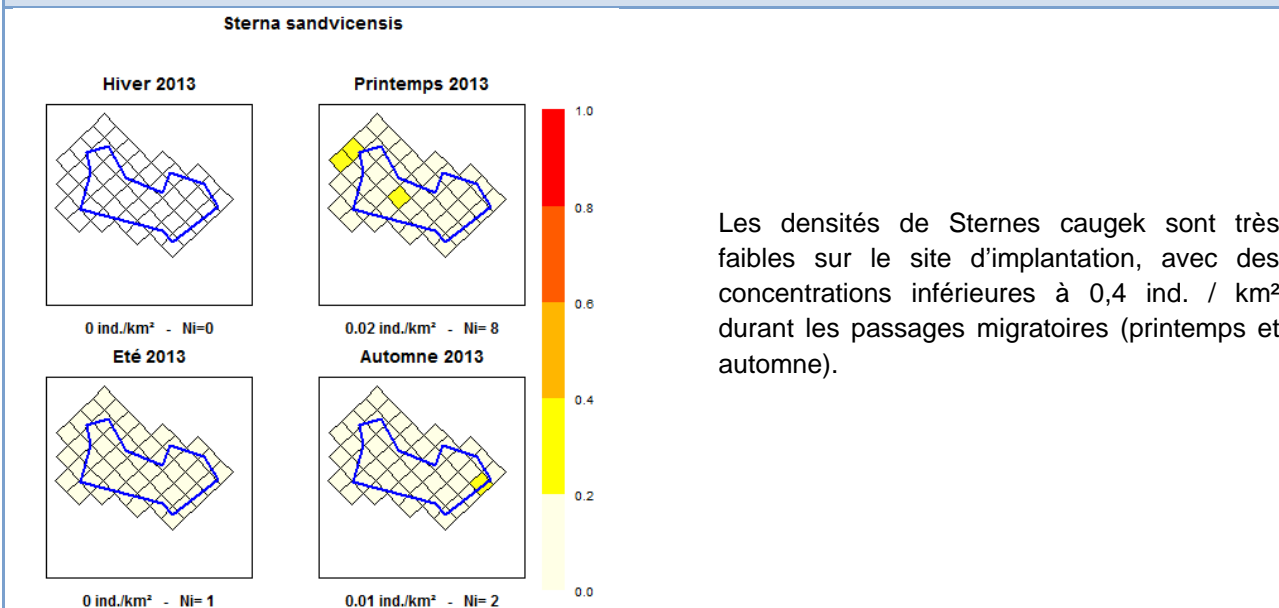 Sterna sandvicensis
Hiver 2013
Printemps 2013
0 ind./km² - Ni=0
0.02 ind./km² - Ni= 8
Eté 2013
Automne 2013
0 ind./km² - Ni= 1
0.01 ind./km² - Ni= 2
1.0
0.8
0.6
0.4
0.2
0.0
Les densités de Sternes caugek sont très
faibles sur le site d’implantation, avec des
concentrations inférieures à 0,4 ind. / km²
durant les passages migratoires (printemps et
automne).